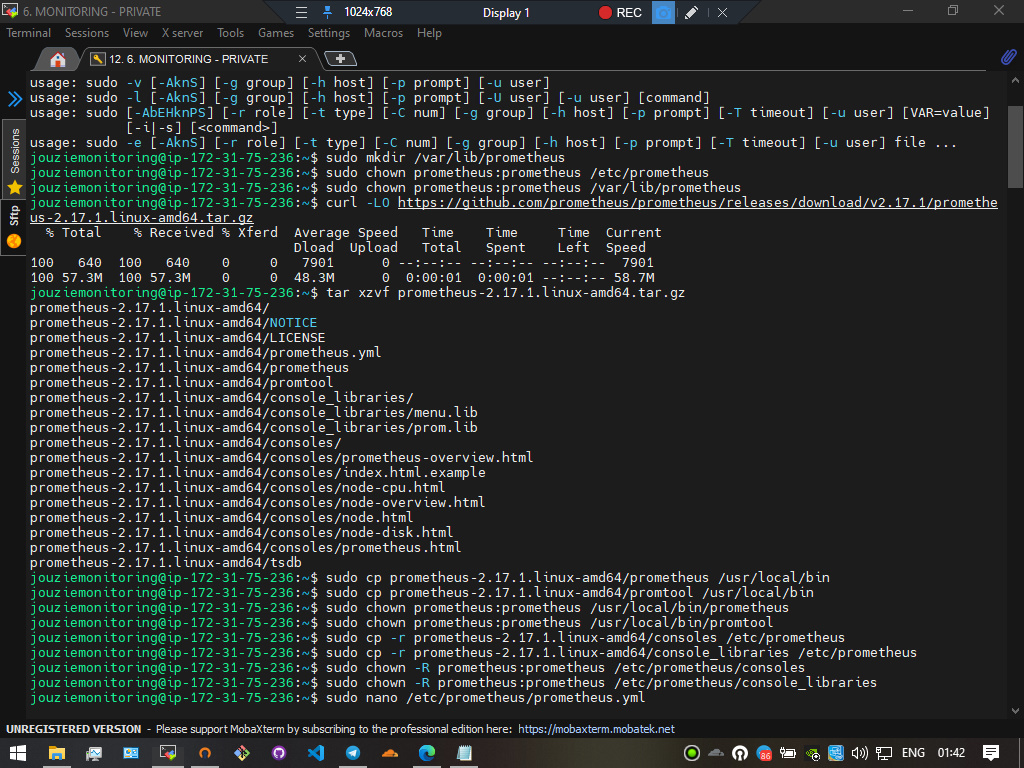 6. MONITORING - PRIVATE
1024x768
Display 1
REC
Terminal Sessions View X server Tools Games Settings Macros Help
12. 6. MONITORING - PRIVATE
Sessions
Sftp
usage: sudo -v [-AknS] [-g group] [-h host] [-p prompt] [-u user]
usage: sudo -l [-AknS] [-g group] [-h host] [-p prompt] [-U user] [-u user] [command]
usage: sudo [-AbEHknPS] [-r role] [-t type] [-C num] [-g group] [-h host] [-p prompt] [-T timeout] [-u user] [VAR=value]
[-i|-s] [<command>]
usage: sudo -e [-AknS] [-r role] [-t type] [-C num] [-g group] [-h host] [-p prompt] [-T timeout] [-u user] file ...
jouziemonitoring@ip-172-31-75-236:~$ sudo mkdir /var/lib/prometheus
jouziemonitoring@ip-172-31-75-236:~$ sudo chown prometheus:prometheus /etc/prometheus
jouziemonitoring@ip-172-31-75-236:~$ sudo chown prometheus:prometheus /var/lib/prometheus
jouziemonitoring@ip-172-31-75-236:~$ curl -LO https://github.com/prometheus/prometheus/releases/download/v2.17.1/promethe
us-2.17.1.linux-amd64.tar.gz
% Total % Received % Xferd Average Speed Time Time Time Current
Dload Upload Total Spent Left Speed
100 640 100 640 0 0 7901 0 --:--:-- --:--:-- --:--:-- 7901
100 57.3M 100 57.3M 0 0 48.3M 0 0:00:01 0:00:01 --:--:-- 58.7M
jouziemonitoring@ip-172-31-75-236:~$ tar xzvf prometheus-2.17.1.linux-amd64.tar.gz
prometheus-2.17.1.linux-amd64/
prometheus-2.17.1.linux-amd64/NOTICE
prometheus-2.17.1.linux-amd64/LICENSE
prometheus-2.17.1.linux-amd64/prometheus.yml
prometheus-2.17.1.linux-amd64/prometheus
prometheus-2.17.1.linux-amd64/promtool
prometheus-2.17.1.linux-amd64/console_libraries/
prometheus-2.17.1.linux-amd64/console_libraries/menu.lib
prometheus-2.17.1.linux-amd64/console_libraries/prom.lib
prometheus-2.17.1.linux-amd64/consoles/
prometheus-2.17.1.linux-amd64/consoles/prometheus-overview.html
prometheus-2.17.1.linux-amd64/consoles/index.html.example
prometheus-2.17.1.linux-amd64/consoles/node-cpu.html
prometheus-2.17.1.linux-amd64/consoles/node-overview.html
prometheus-2.17.1.linux-amd64/consoles/node.html
prometheus-2.17.1.linux-amd64/consoles/node-disk.html
prometheus-2.17.1.linux-amd64/consoles/prometheus.html
prometheus-2.17.1.linux-amd64/tsdb
jouziemonitoring@ip-172-31-75-236:~$ sudo cp prometheus-2.17.1.linux-amd64/prometheus /usr/local/bin
jouziemonitoring@ip-172-31-75-236:~$ sudo cp prometheus-2.17.1.linux-amd64/promtool /usr/local/bin
jouziemonitoring@ip-172-31-75-236:~$ sudo chown prometheus:prometheus /usr/local/bin/prometheus
jouziemonitoring@ip-172-31-75-236:~$ sudo chown prometheus:prometheus /usr/local/bin/promtool
jouziemonitoring@ip-172-31-75-236:~$ sudo cp -r prometheus-2.17.1.linux-amd64/consoles /etc/prometheus
jouziemonitoring@ip-172-31-75-236:~$ sudo cp -r prometheus-2.17.1.linux-amd64/console_libraries /etc/prometheus
jouziemonitoring@ip-172-31-75-236:~$ sudo chown -R prometheus:prometheus /etc/prometheus/consoles
jouziemonitoring@ip-172-31-75-236:~$ sudo chown -R prometheus:prometheus /etc/prometheus/console_libraries
jouziemonitoring@ip-172-31-75-236:~$ sudo nano /etc/prometheus/prometheus.yml
UNREGISTERED VERSION - Please support MobaXterm by subscribing to the professional edition here: https://mobaxterm.mobatek.net
86
ENG 01:42